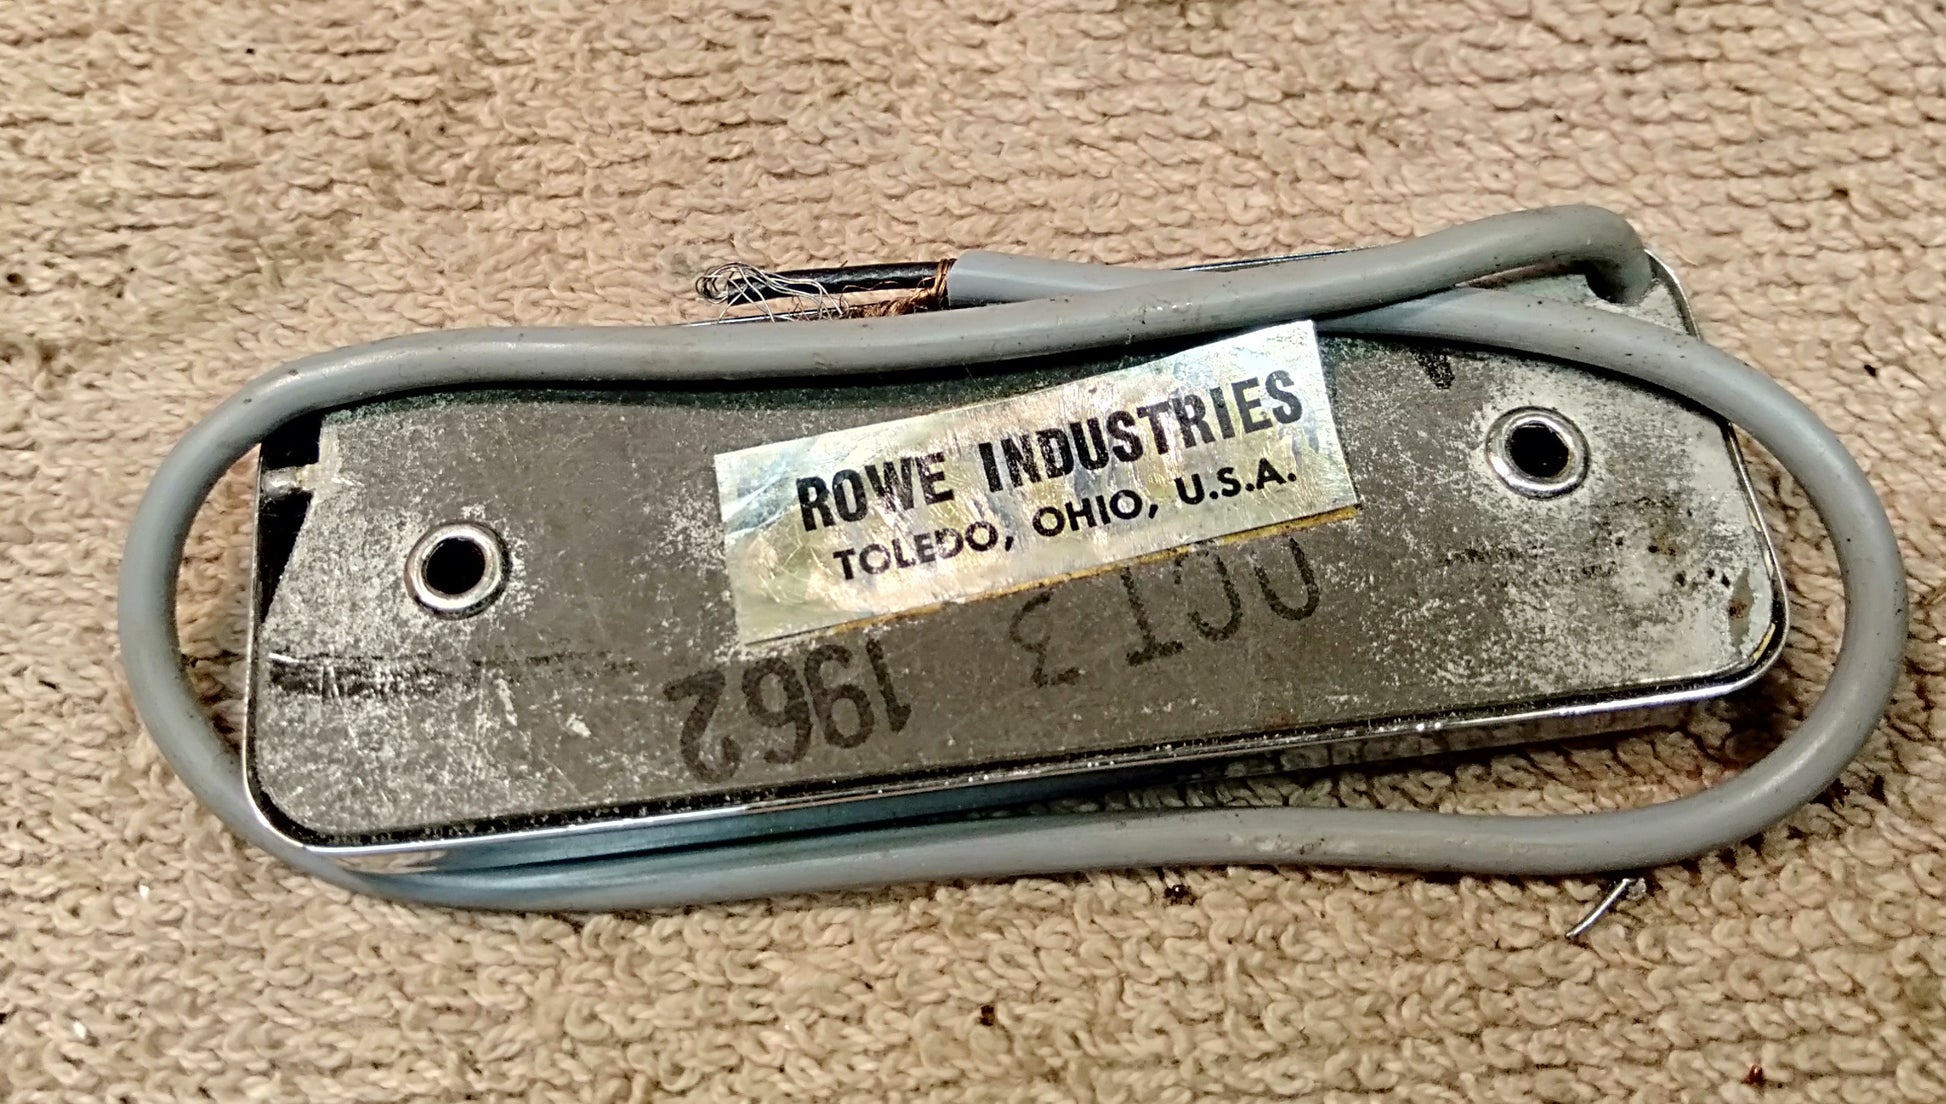 ROWE INDUSTRIES
TOLEDO, OHIO, U.S.A.
OCT 3 1962